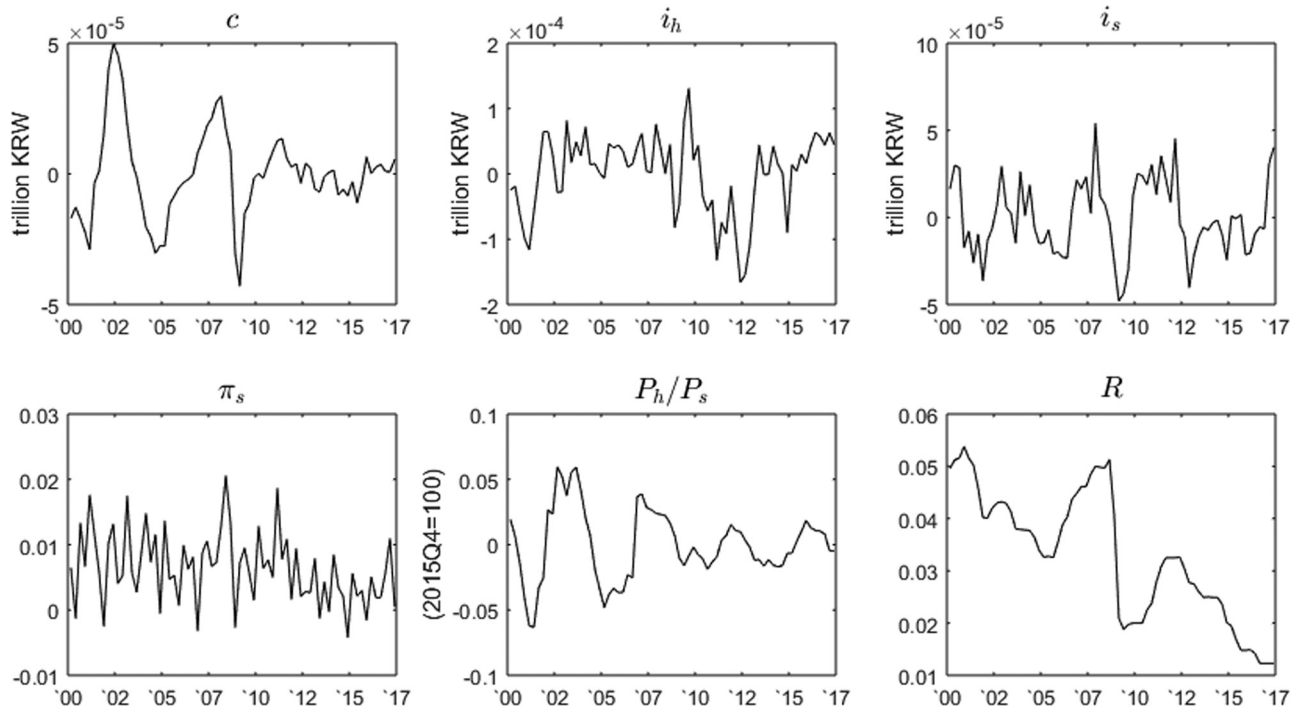 c
×10⁻⁵
5
0
-5
trillion KRW
`00 `02 `05 `07 `10 `12 `15 `17
i_h
×10⁻⁴
2
1
0
-1
-2
trillion KRW
`00 `02 `05 `07 `10 `12 `15 `17
i_s
×10⁻⁵
10
5
0
-5
trillion KRW
`00 `02 `05 `07 `10 `12 `15 `17
π_s
0.03
0.02
0.01
0
-0.01
`00 `02 `05 `07 `10 `12 `15 `17
P_h/P_s
0.1
0.05
0
-0.05
-0.1
(2015Q4=100)
`00 `02 `05 `07 `10 `12 `15 `17
R
0.06
0.05
0.04
0.03
0.02
0.01
`00 `02 `05 `07 `10 `12 `15 `17